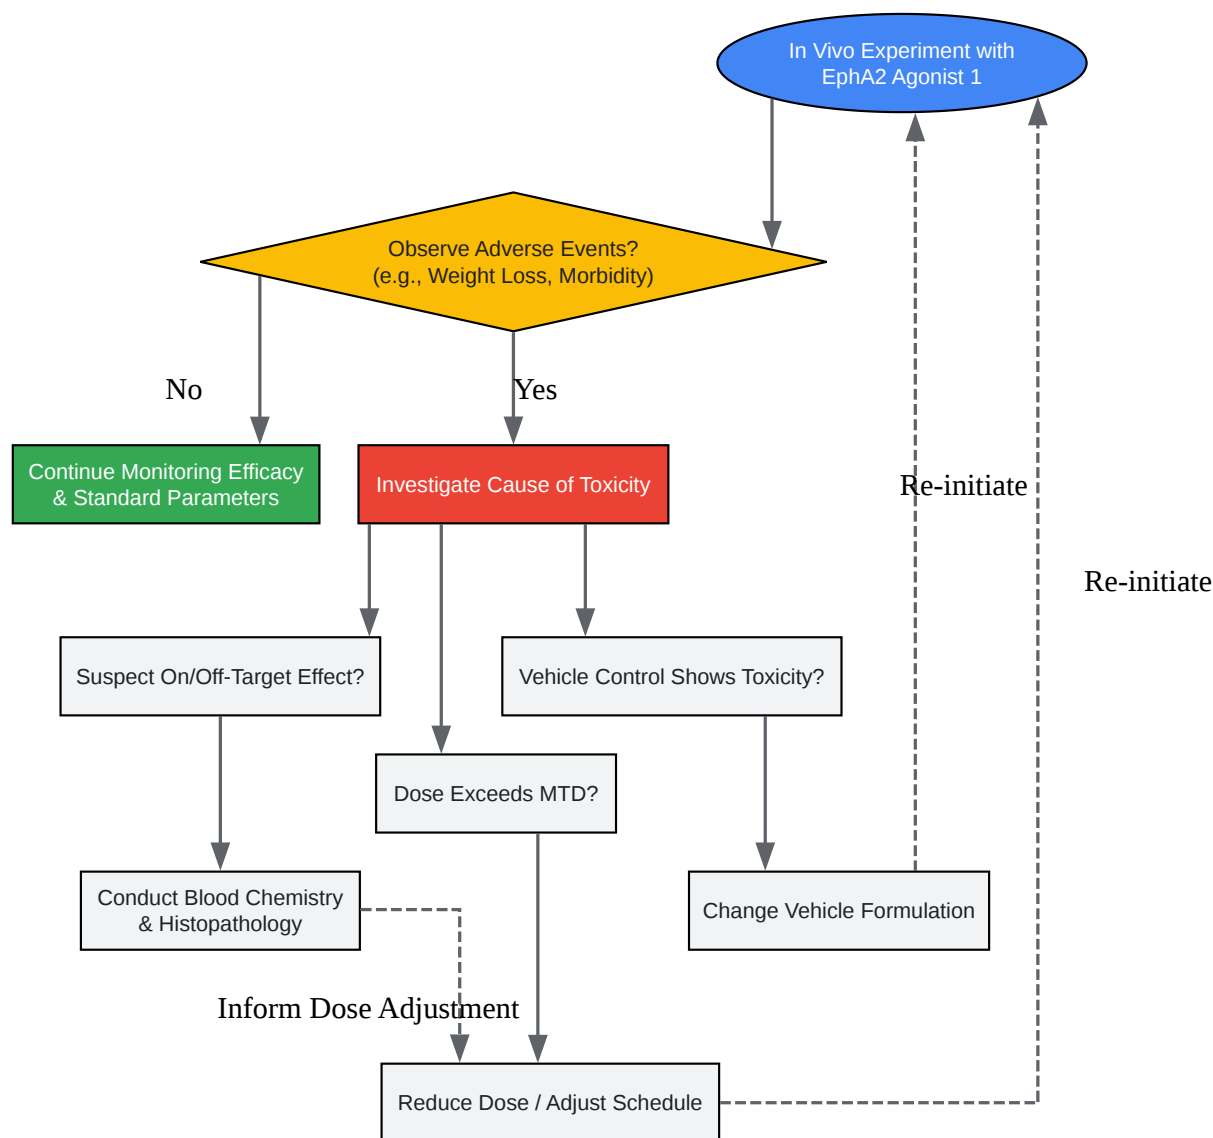 In Vivo Experiment with
EphA2 Agonist 1
Observe Adverse Events?
(e.g., Weight Loss, Morbidity)
No
Yes
Continue Monitoring Efficacy
& Standard Parameters
Investigate Cause of Toxicity
Re-initiate
Re-initiate
Suspect On/Off-Target Effect?
Vehicle Control Shows Toxicity?
Dose Exceeds MTD?
Conduct Blood Chemistry
& Histopathology
Change Vehicle Formulation
Inform Dose Adjustment
Reduce Dose / Adjust Schedule